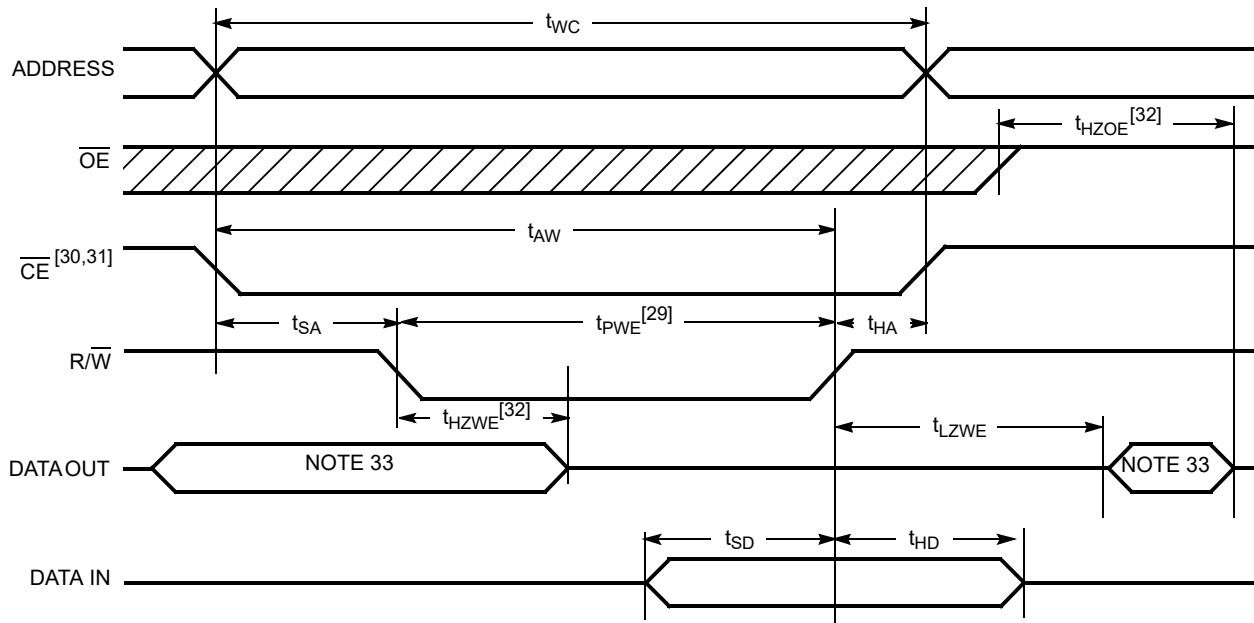 tWC
ADDRESS
tHZOE[32]
OE
tAW
CE [30,31]
tSA
tPWE[29]
tHA
R/W
tHZWE[32]
tLZWE
DATA OUT
NOTE 33
NOTE 33
tSD
tHD
DATA IN